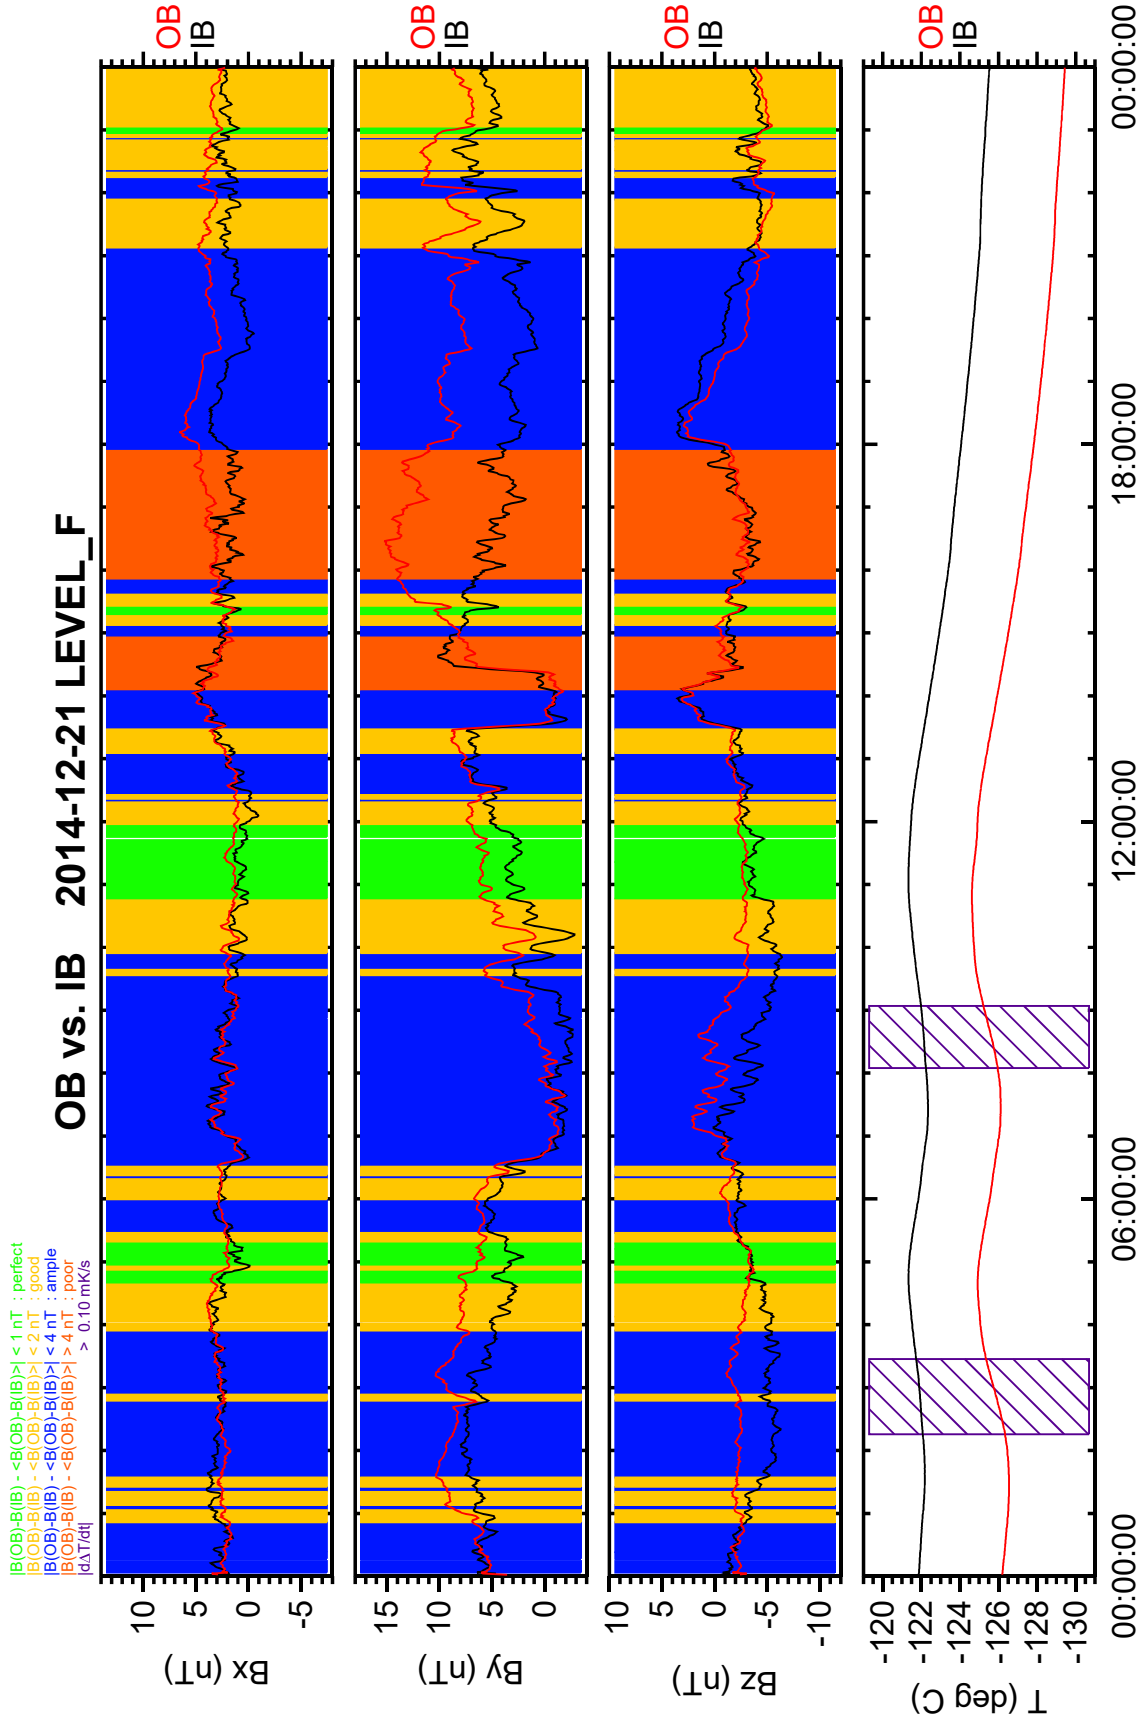 |B(OB)-B(IB) - <B(OB)-B(IB)>| < 1 nT : perfect
|B(OB)-B(IB) - <B(OB)-B(IB)>| < 2 nT : good
|B(OB)-B(IB) - <B(OB)-B(IB)>| < 4 nT : ample
|B(OB)-B(IB) - <B(OB)-B(IB)>| > 4 nT : poor
|dΔT/dt| > 0.10 mK/s
OB vs. IB 2014-12-21 LEVEL_F
Bx (nT)
10
5
0
OB
IB
By (nT)
15
10
5
0
OB
IB
Bz (nT)
5
0
-5
-10
OB
IB
T (deg C)
-120
-122
-124
-126
-128
-130
OB
IB
00:00:00
06:00:00
12:00:00
18:00:00
00:00:00